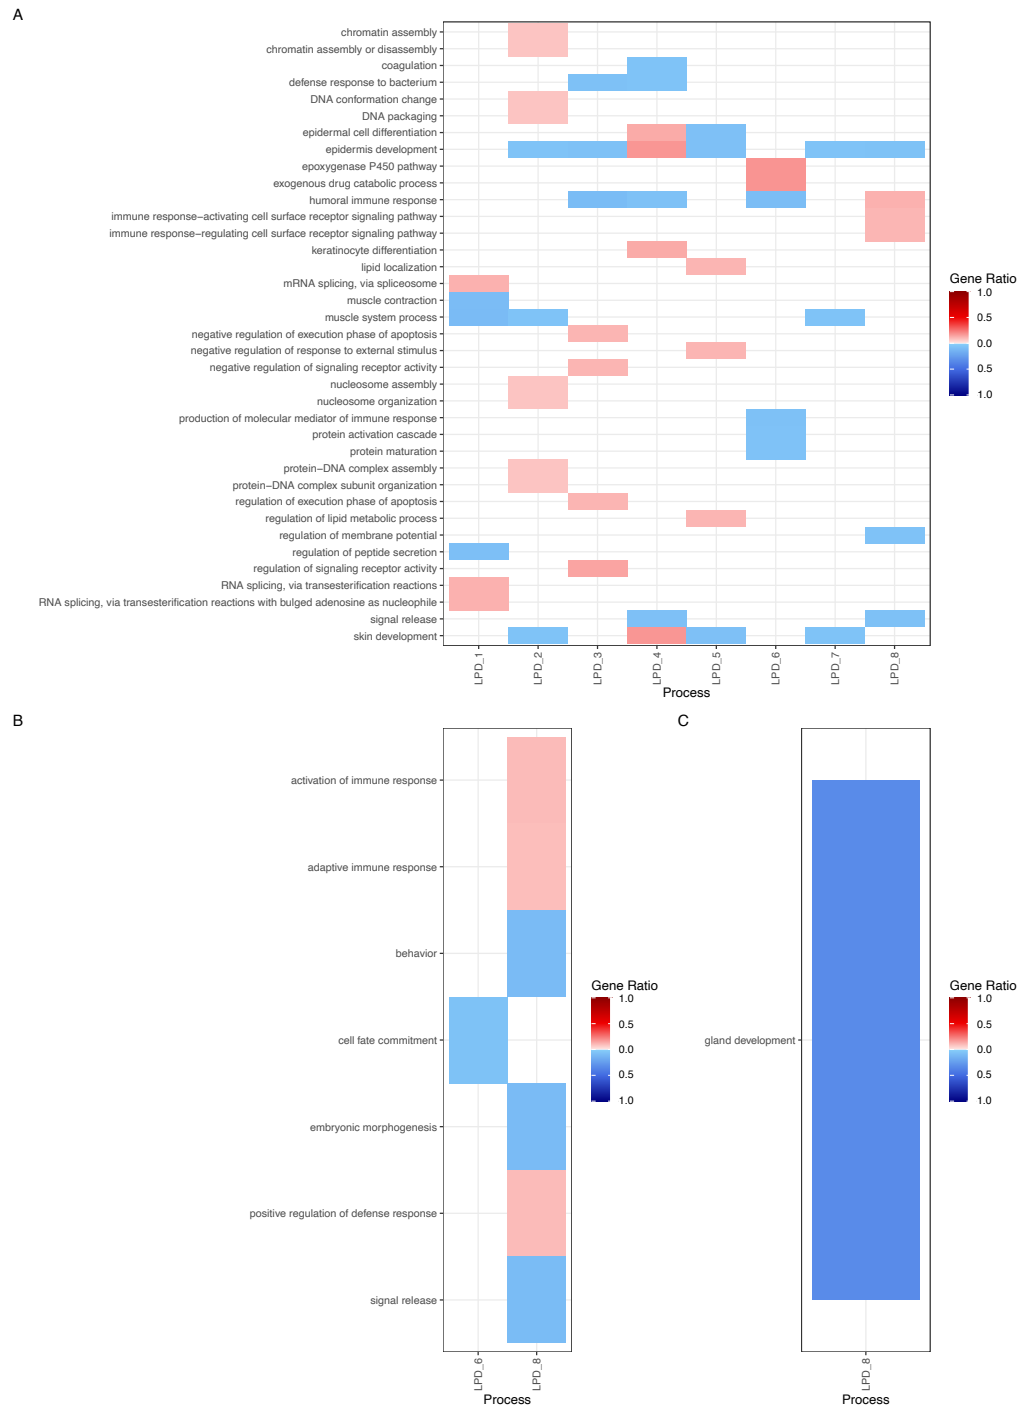 A
chromatin assembly
chromatin assembly or disassembly
coagulation
defense response to bacterium
DNA conformation change
DNA packaging
epidermal cell differentiation
epidermis development
epoxygenase P450 pathway
exogenous drug catabolic process
humoral immune response
immune response−activating cell surface receptor signaling pathway
immune response−regulating cell surface receptor signaling pathway
keratinocyte differentiation
lipid localization
mRNA splicing, via spliceosome
muscle contraction
muscle system process
negative regulation of execution phase of apoptosis
negative regulation of response to external stimulus
negative regulation of signaling receptor activity
nucleosome assembly
nucleosome organization
production of molecular mediator of immune response
protein activation cascade
protein maturation
protein−DNA complex assembly
protein−DNA complex subunit organization
regulation of execution phase of apoptosis
regulation of lipid metabolic process
regulation of membrane potential
regulation of peptide secretion
regulation of signaling receptor activity
RNA splicing, via transesterification reactions
RNA splicing, via transesterification reactions with bulged adenosine as nucleophile
signal release
skin development
LPD_1
LPD_2
LPD_3
LPD_4
LPD_5
LPD_6
LPD_7
LPD_8
Process
Gene Ratio
1.0
0.5
0.0
0.5
1.0
B
activation of immune response
adaptive immune response
behavior
cell fate commitment
embryonic morphogenesis
positive regulation of defense response
signal release
LPD_6
LPD_8
Process
Gene Ratio
1.0
0.5
0.0
0.5
1.0
C
gland development
LPD_8
Process
Gene Ratio
1.0
0.5
0.0
0.5
1.0